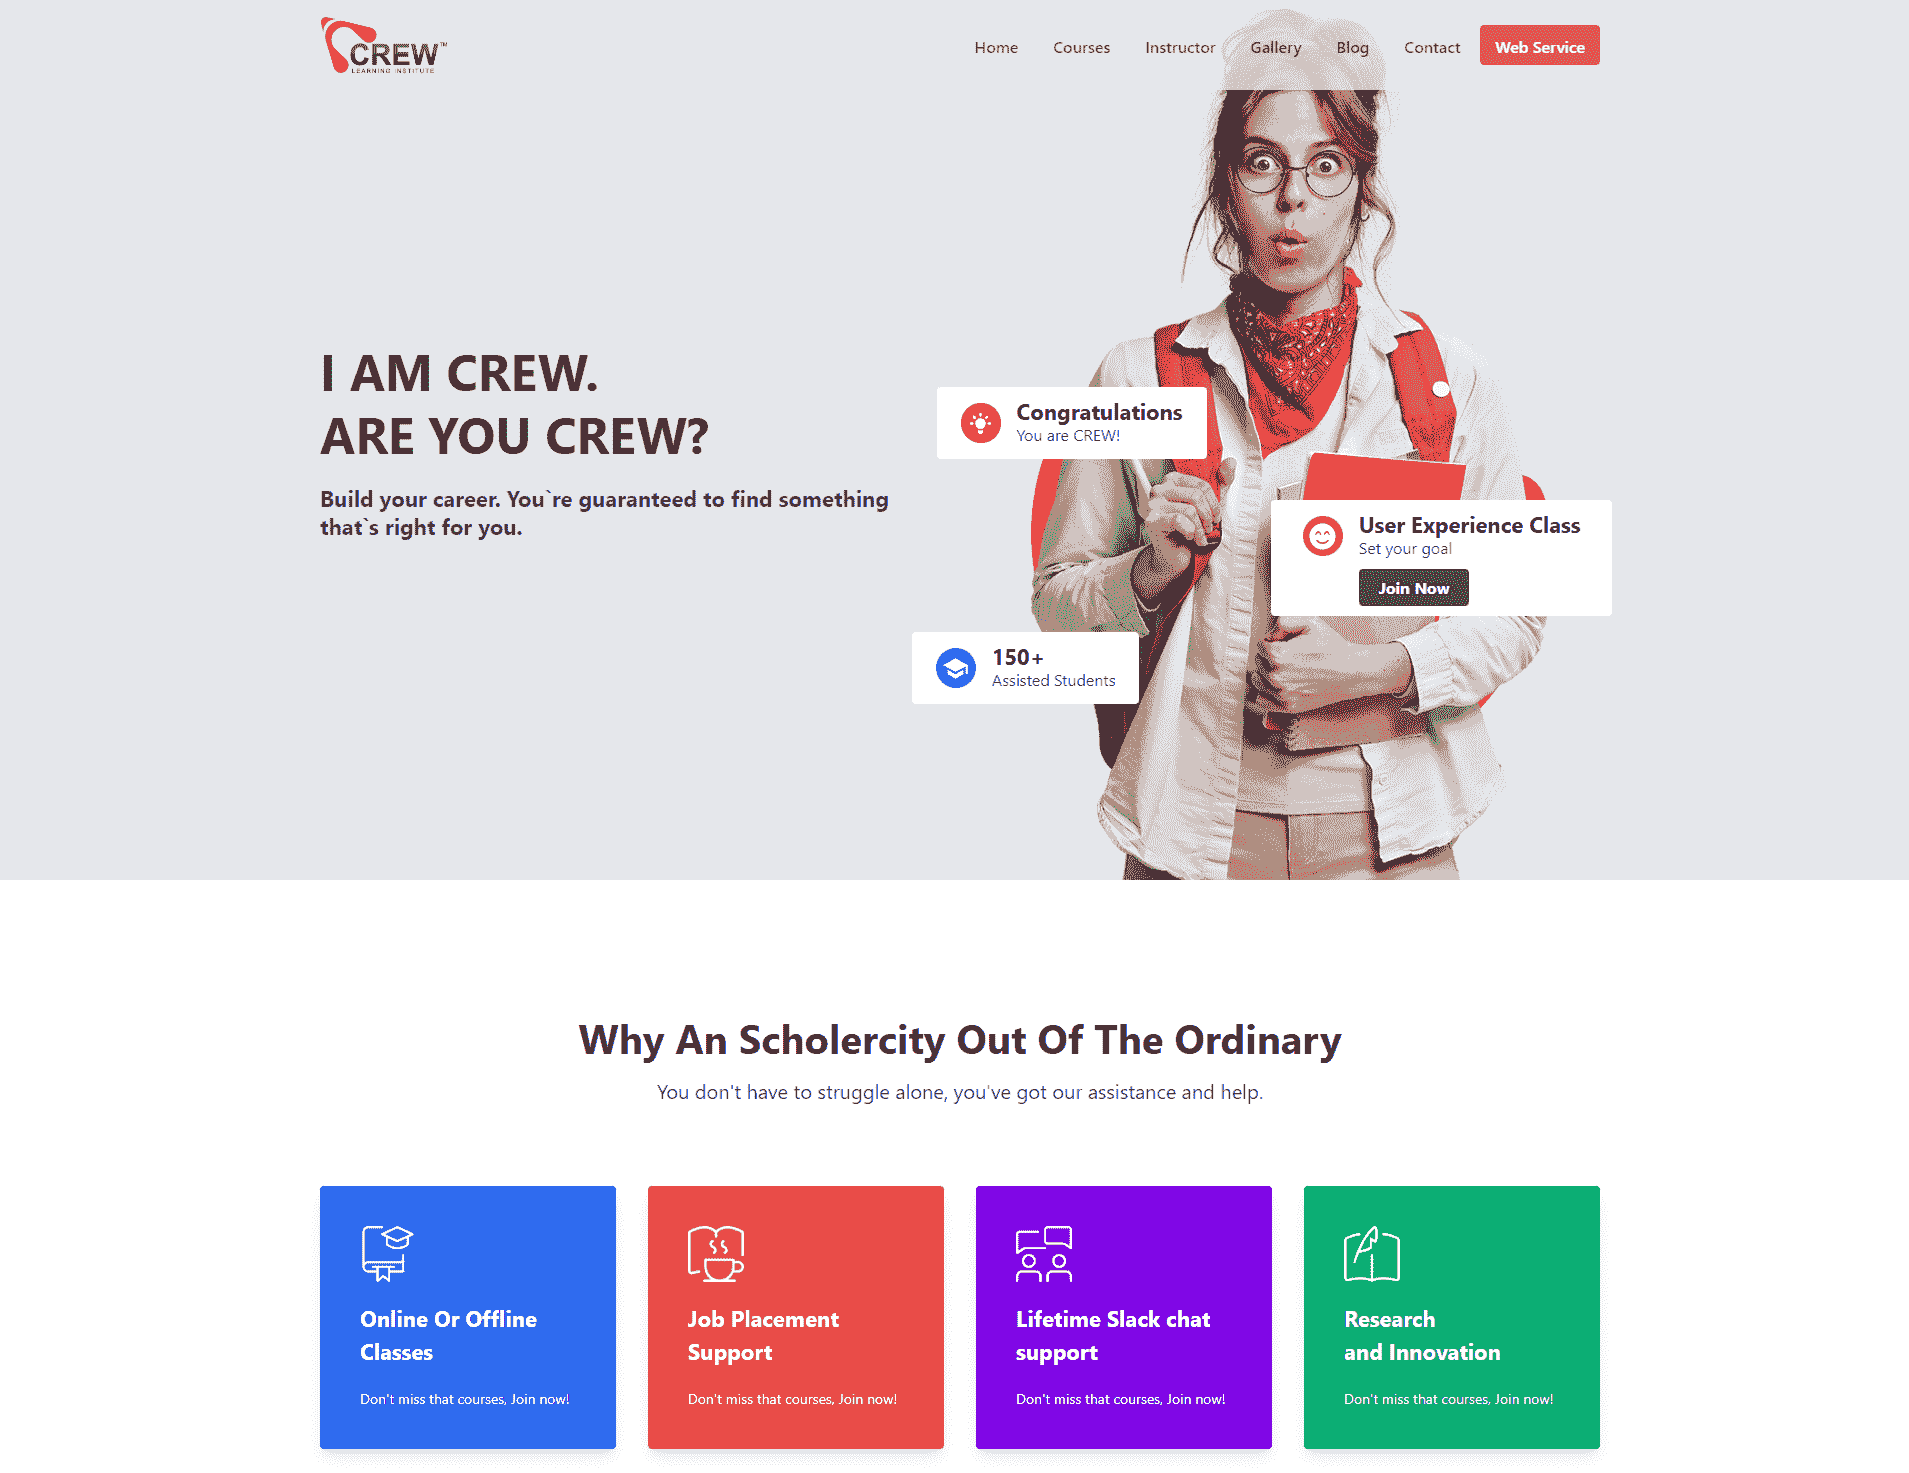 CREW™
LEARNING INSTITUTE
Home Courses Instructor Gallery Blog Contact Web Service
I AM CREW.
ARE YOU CREW?
Build your career. You`re guaranteed to find something
that`s right for you.
Congratulations
You are CREW!
User Experience Class
Set your goal
Join Now
150+
Assisted Students
Why An Scholercity Out Of The Ordinary
You don't have to struggle alone, you've got our assistance and help.
Online Or Offline
Classes
Don't miss that courses, Join now!
Job Placement
Support
Don't miss that courses, Join now!
Lifetime Slack chat
support
Don't miss that courses, Join now!
Research
and Innovation
Don't miss that courses, Join now!